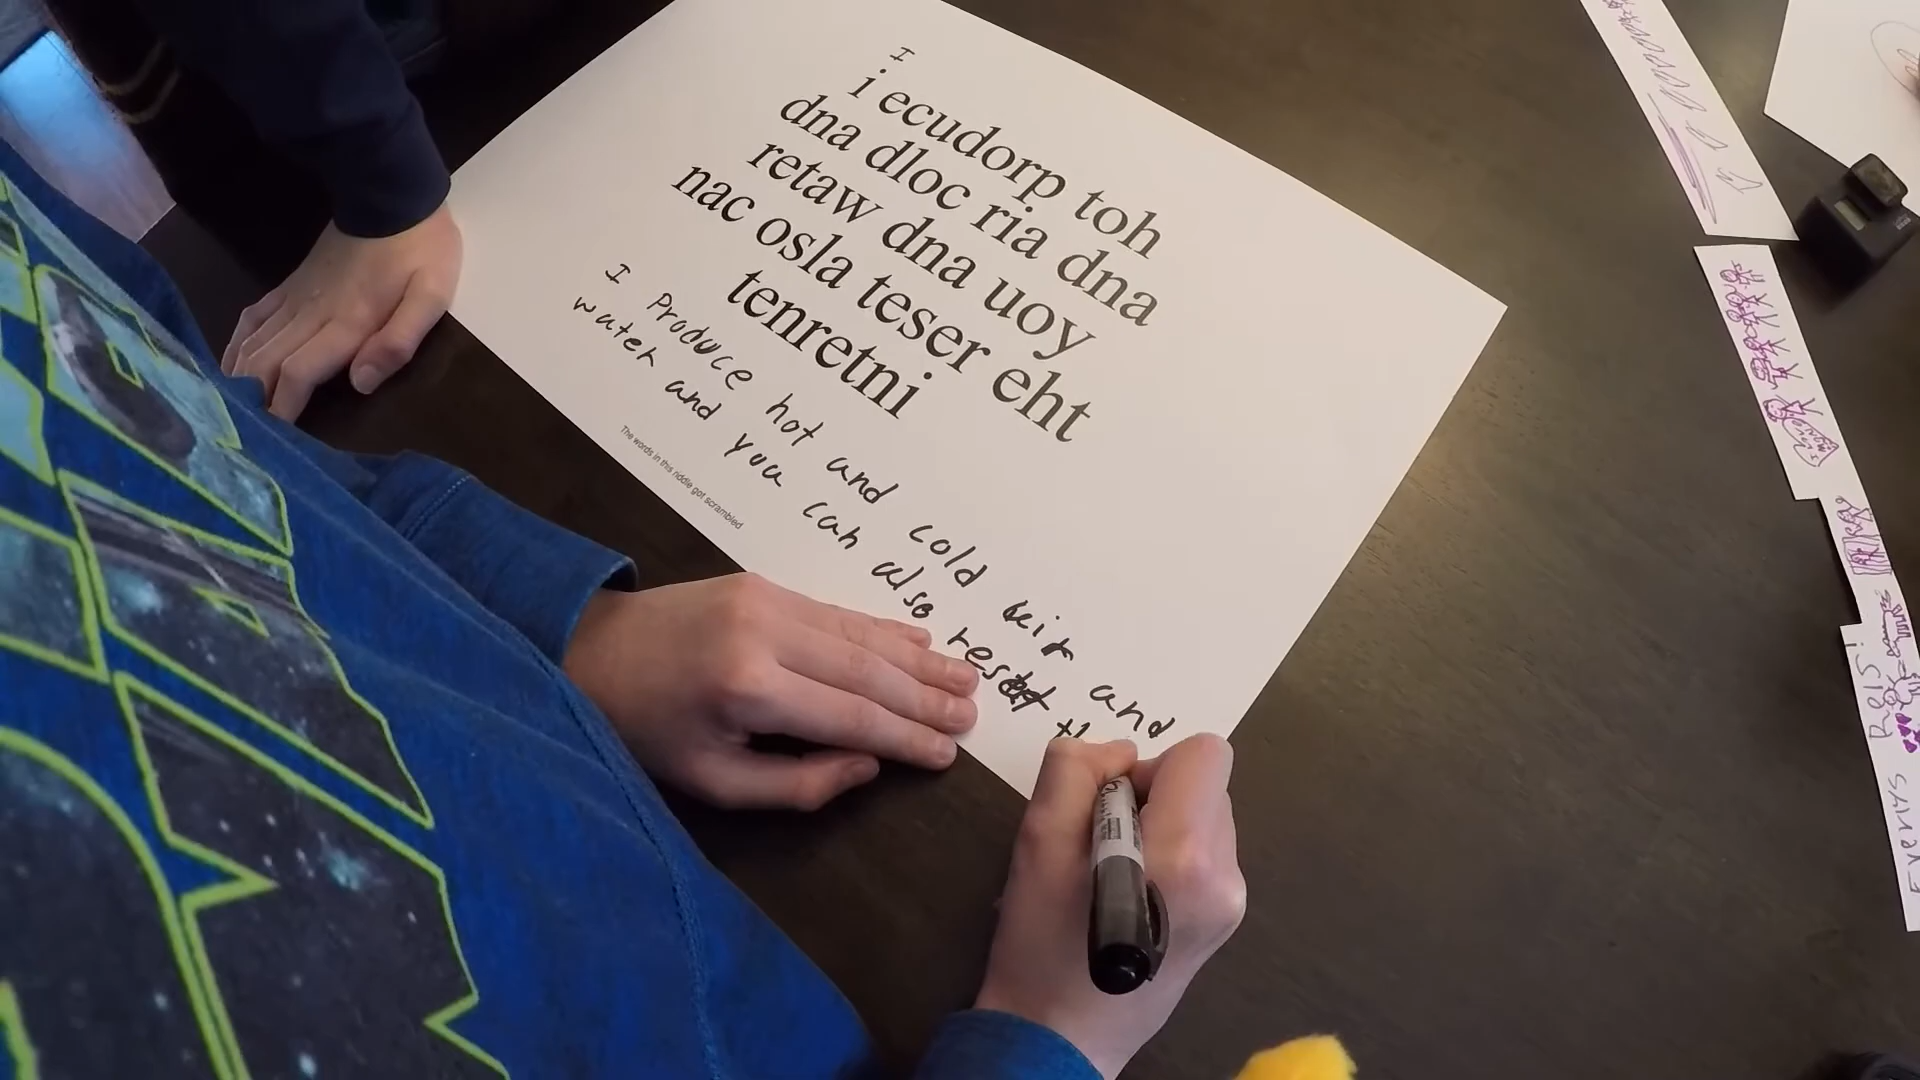 I
i ecudorp toh
dna dloc ria dna
retaw dna uoy
nac osla teser eht
tenretni
I Produce hot and cold air and
water and you can also reset
The words in this riddle got scrambled
REIS!